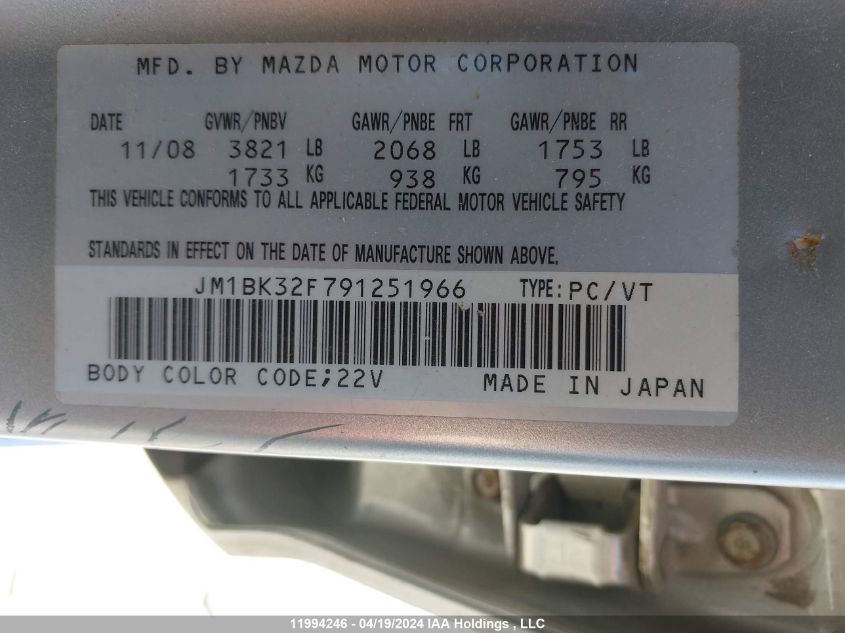 MFD. BY MAZDA MOTOR CORPORATION
DATE GVWR/PNBV GAWR/PNBE FRT GAWR/PNBE RR
11/08 3821 LB 2068 LB 1753 LB
1733 KG 938 KG 795 KG
THIS VEHICLE CONFORMS TO ALL APPLICABLE FEDERAL MOTOR VEHICLE SAFETY
STANDARDS IN EFFECT ON THE DATE OF MANUFACTURE SHOWN ABOVE.
JM1BK32F791251966 TYPE:PC/VT
BODY COLOR CODE;22V MADE IN JAPAN
11994246 - 04/19/2024 IAA Holdings , LLC